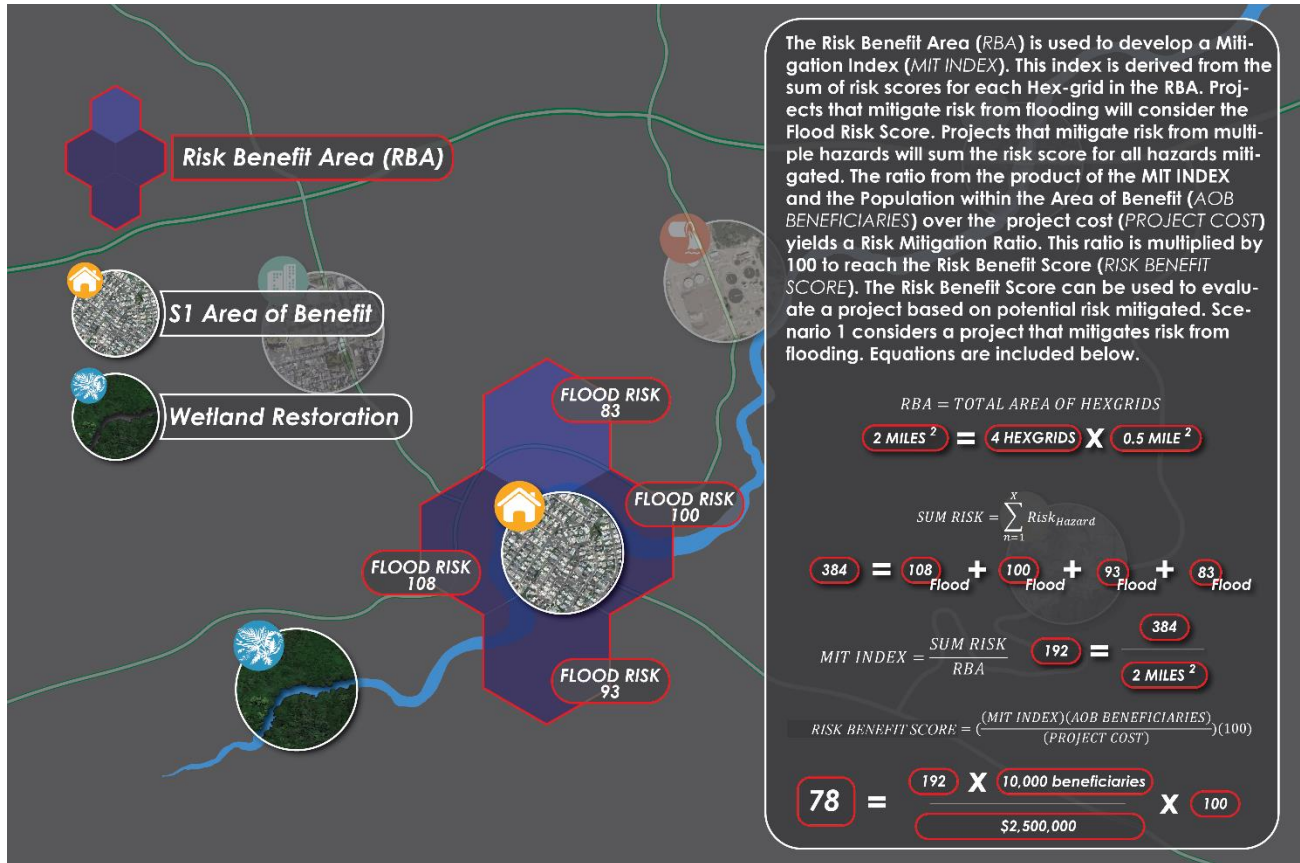 Risk Benefit Area (RBA)
S1 Area of Benefit
Wetland Restoration
FLOOD RISK
83
FLOOD RISK
100
FLOOD RISK
108
FLOOD RISK
93
The Risk Benefit Area (RBA) is used to develop a Miti-
gation Index (MIT INDEX). This index is derived from the
sum of risk scores for each Hex-grid in the RBA. Proj-
ects that mitigate risk from flooding will consider the
Flood Risk Score. Projects that mitigate risk from multi-
ple hazards will sum the risk score for all hazards miti-
gated. The ratio from the product of the MIT INDEX
and the Population within the Area of Benefit (AOB
BENEFICIARIES) over the project cost (PROJECT COST)
yields a Risk Mitigation Ratio. This ratio is multiplied by
100 to reach the Risk Benefit Score (RISK BENEFIT
SCORE). The Risk Benefit Score can be used to evalu-
ate a project based on potential risk mitigated. Sce-
nario 1 considers a project that mitigates risk from
flooding. Equations are included below.
RBA = TOTAL AREA OF HEXGRIDS
2 MILES ² = 4 HEXGRIDS X 0.5 MILE ²
SUM RISK = ∑ₙ₌₁ˣ Risk_Hazard
384 = 108 Flood + 100 Flood + 93 Flood + 83 Flood
MIT INDEX = SUM RISK / RBA 192 = 384 / 2 MILES ²
RISK BENEFIT SCORE = ((MIT INDEX)(AOB BENEFICIARIES) / (PROJECT COST))(100)
78 = 192 X 10,000 beneficiaries / $2,500,000 X 100